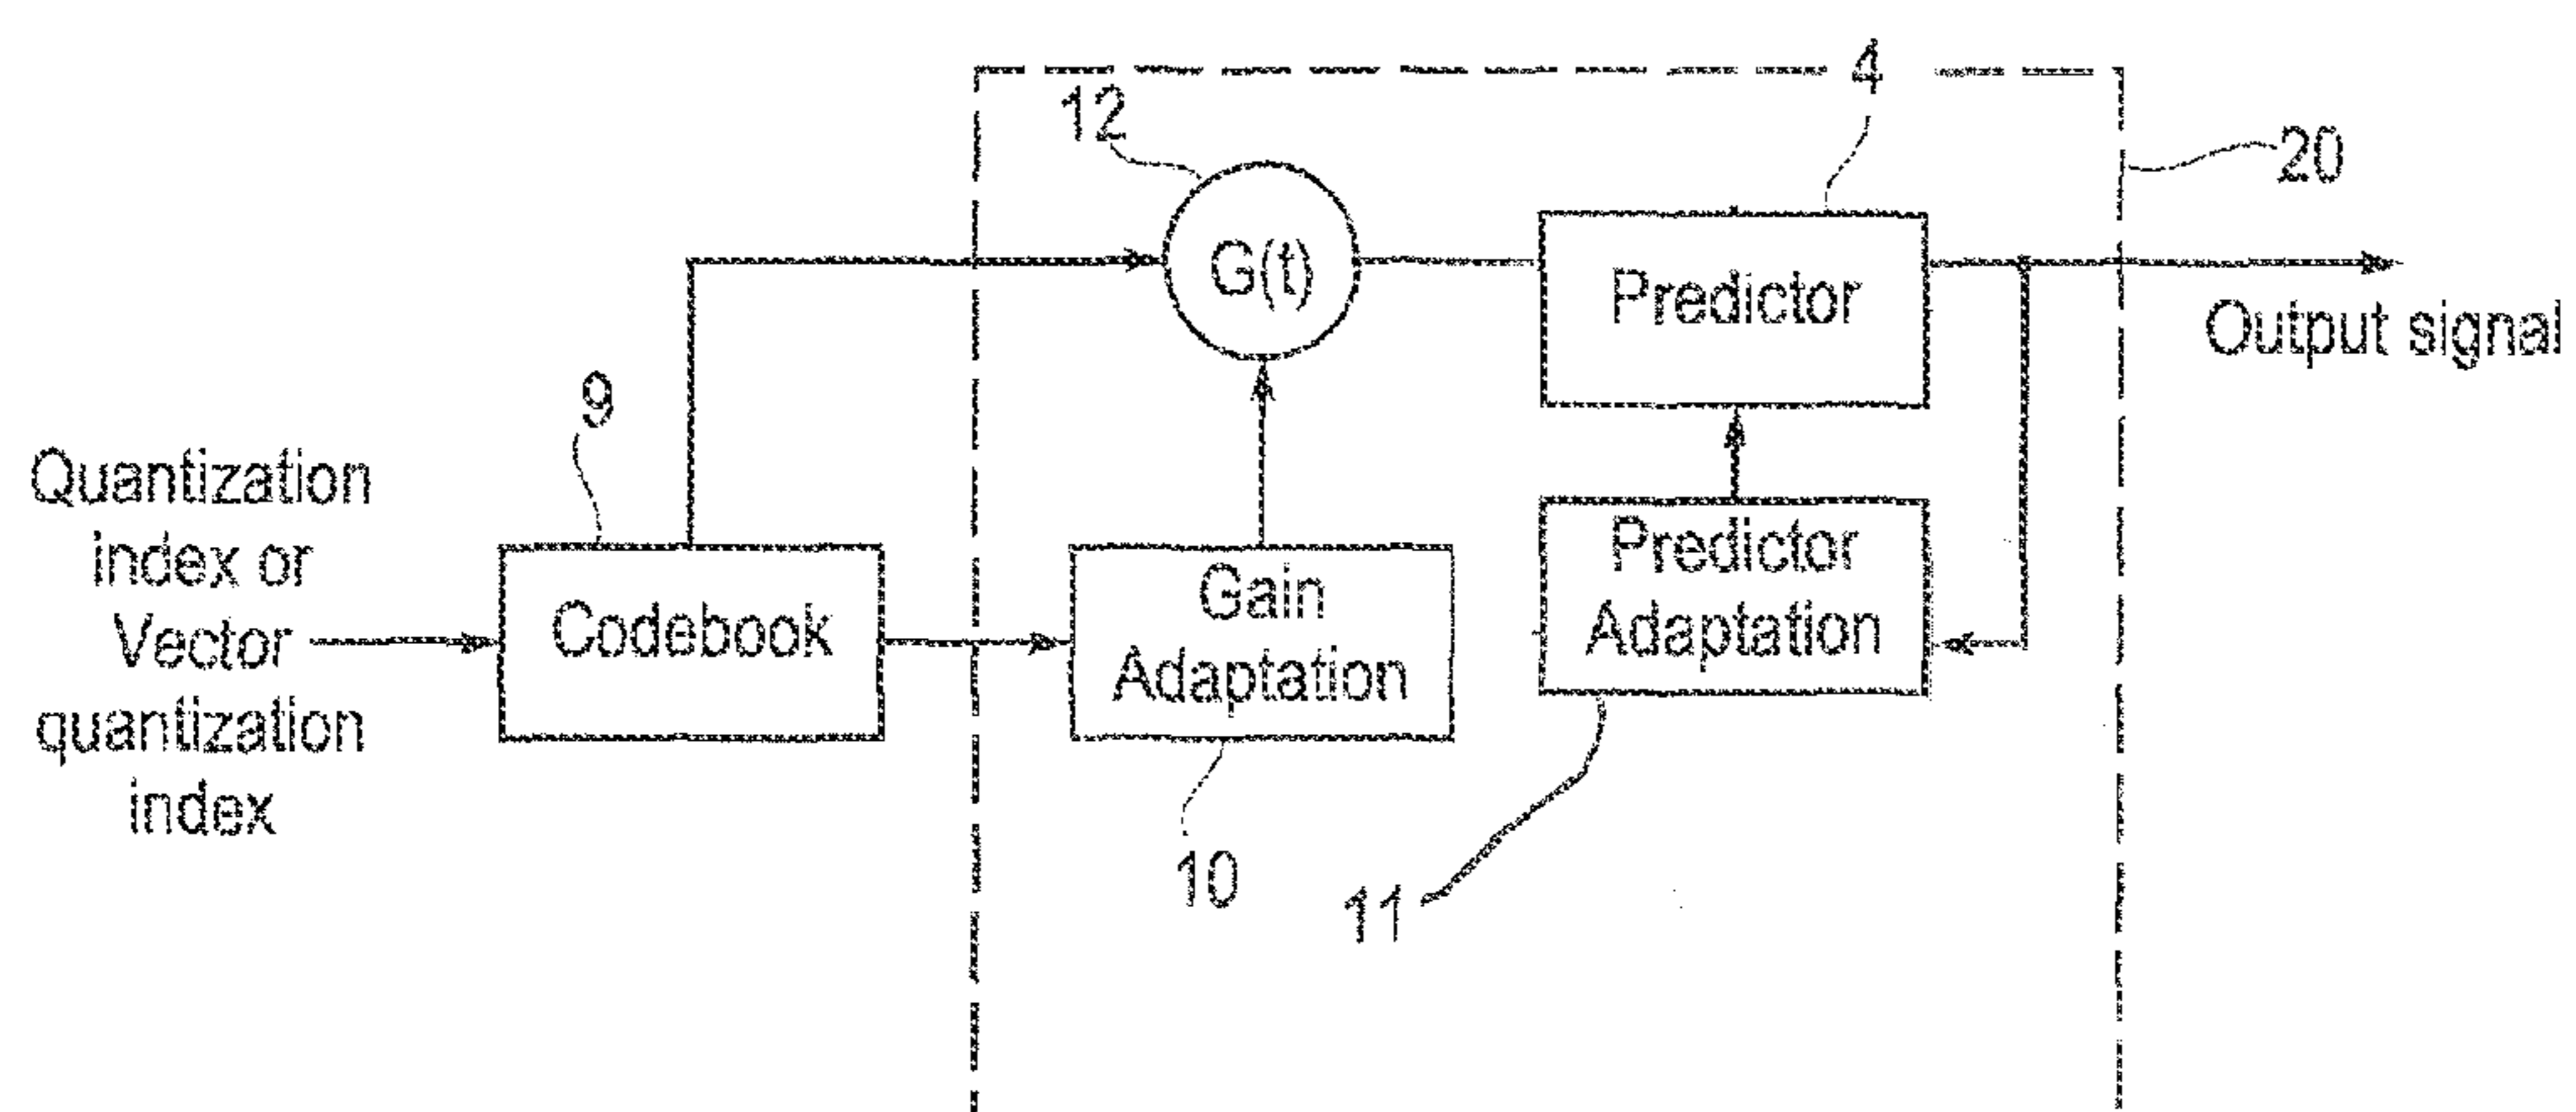 4
12
20
G(t)
Predictor
Output signal
9
Quantization
index or
Vector
quantization
index
Codebook
Gain
Adaptation
Predictor
Adaptation
10
11